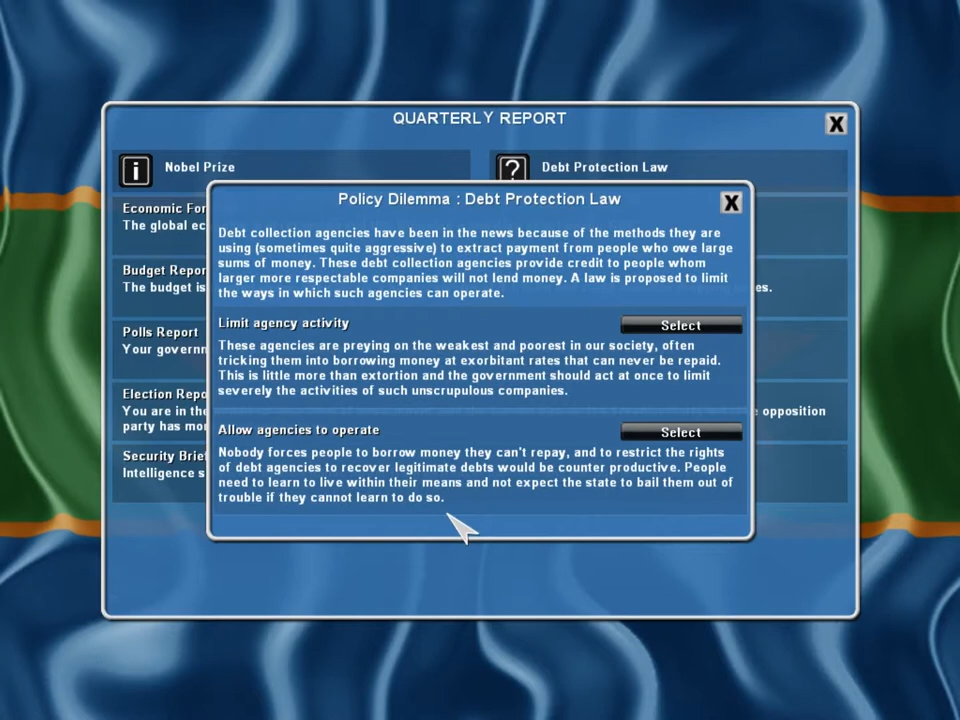 QUARTERLY REPORT
X
i
Nobel Prize
?
Debt Protection Law
Policy Dilemma : Debt Protection Law
X
Economic
The global
Budget Repor
The budget is
es.
Polls Report
Your
Election Repo
You are in the
opposition
party has
Security
Intelligence s
Debt collection agencies have been in the news because of the methods they are
using (sometimes quite aggressive) to extract payment from people who owe large
sums of money. These debt collection agencies provide credit to people whom
larger more respectable companies will not lend money. A law is proposed to limit
the ways in which such agencies can operate.
Limit agency activity
Select
These agencies are preying on the weakest and poorest in our society, often
tricking them into borrowing money at exorbitant rates that can never be repaid.
This is little more than extortion and the government should act at once to limit
severely the activities of such unscrupulous companies.
Allow agencies to operate
Select
Nobody forces people to borrow money they can't repay, and to restrict the rights
of debt agencies to recover legitimate debts would be counter productive. People
need to learn to live within their means and not expect the state to bail them out of
trouble if they cannot learn to do so.